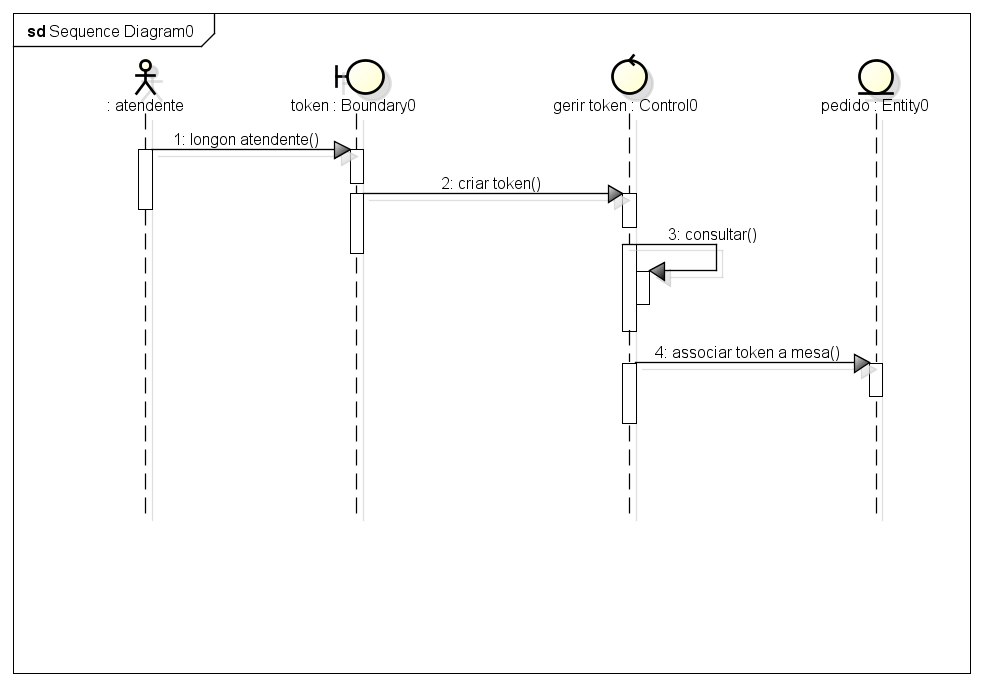 sd Sequence Diagram0
: atendente
token : Boundary0
gerir token : Control0
pedido : Entity0
1: longon atendente()
2: criar token()
3: consultar()
4: associar token a mesa()